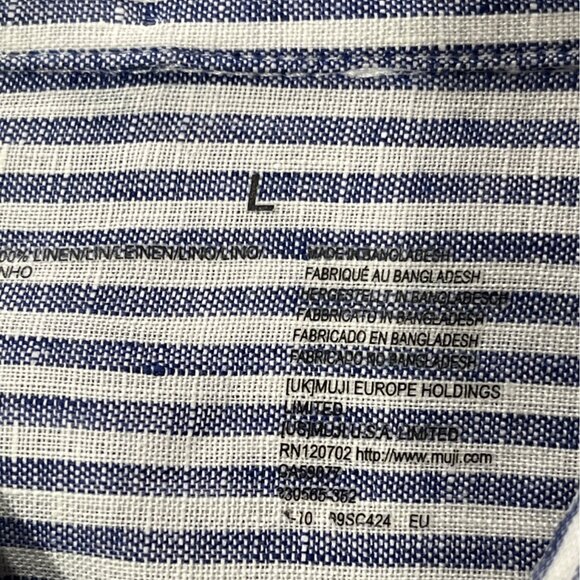 L
00% LINEN/LIN/LEINEN/LINO/LINO/
NHO
MADE IN BANGLADESH
FABRIQUÉ AU BANGLADESH
HERGESTELLT IN BANGLADESCH
FABBRICATO IN BANGLADESH
FABRICADO EN BANGLADESH
FABRICADO NO BANGLADESH
[UK]MUJI EUROPE HOLDINGS
LIMITED
[US]MUJI U.S.A. LIMITED
RN120702 http://www.muji.com
CA59077
EU